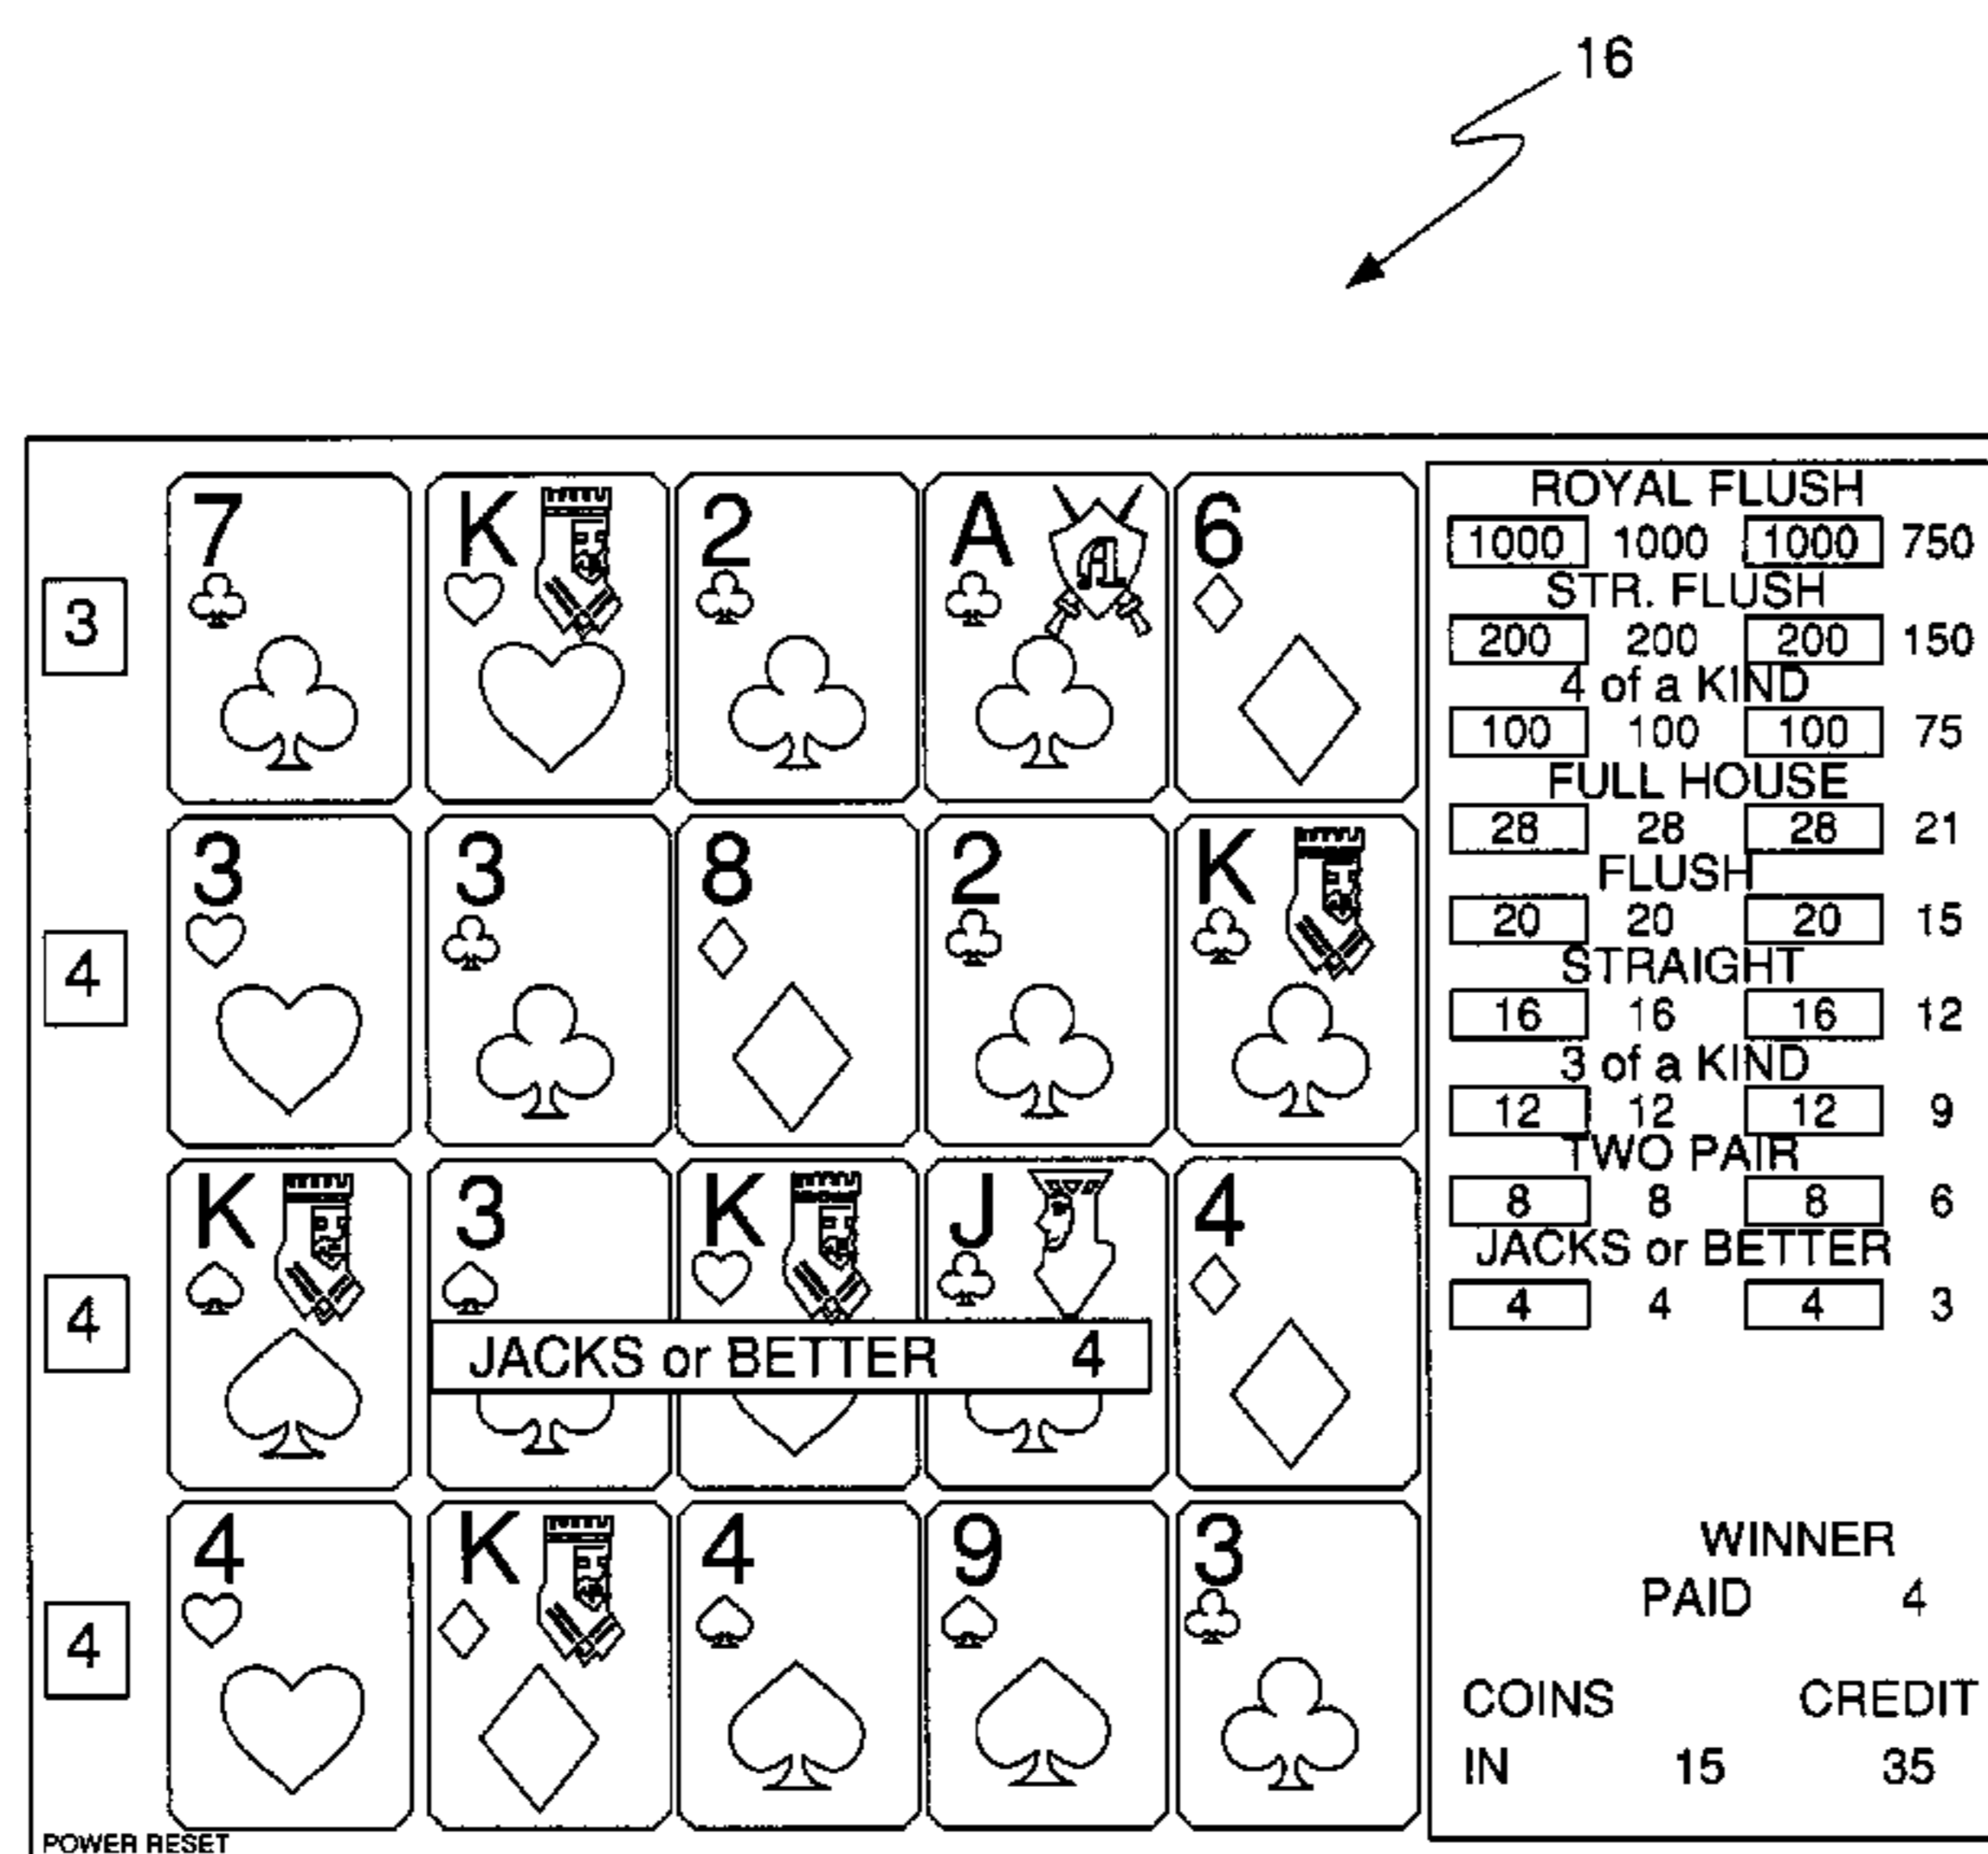 16
7 K 2 A A 6
3
3 3 8 2 K
4
K 3 K J 4
4
JACKS or BETTER 4
4 K 4 9 3
4
POWER RESET
ROYAL FLUSH
1000 1000 1000 750
STR. FLUSH
200 200 200 150
4 of a KIND
100 100 100 75
FULL HOUSE
28 28 28 21
FLUSH
20 20 20 15
STRAIGHT
16 16 16 12
3 of a KIND
12 12 12 9
TWO PAIR
8 8 8 6
JACKS or BETTER
4 4 4 3
WINNER
PAID 4
COINS CREDIT
IN 15 35